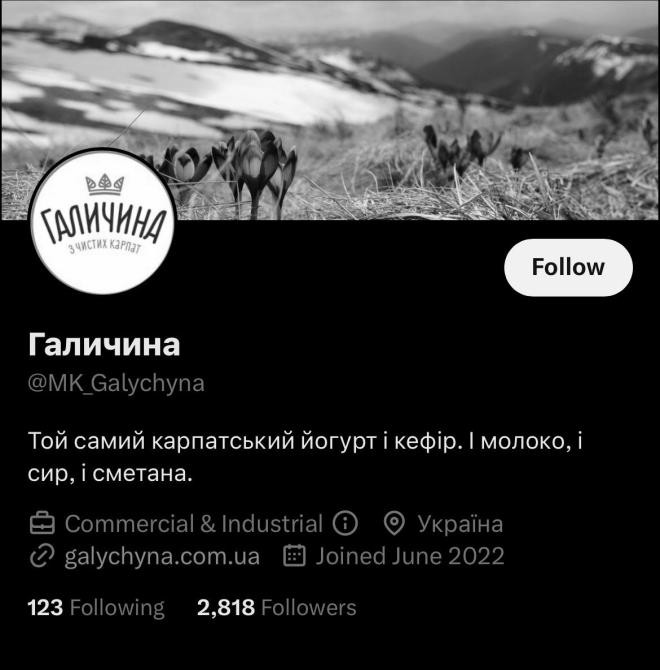 ГАЛИЧИНА
З ЧИСТИХ КАРПАТ
Follow
Галичина
@MK_Galychyna
Той самий карпатський йогурт і кефір. І молоко, і
сир, і сметана.
Commercial & Industrial Україна
galychyna.com.ua Joined June 2022
123 Following 2,818 Followers